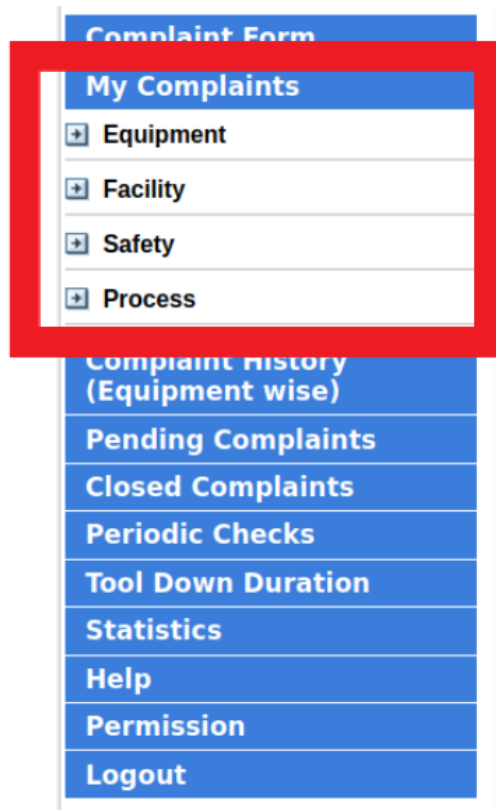 Complaint Form
My Complaints
Equipment
Facility
Safety
Process
Complaint History
(Equipment wise)
Pending Complaints
Closed Complaints
Periodic Checks
Tool Down Duration
Statistics
Help
Permission
Logout